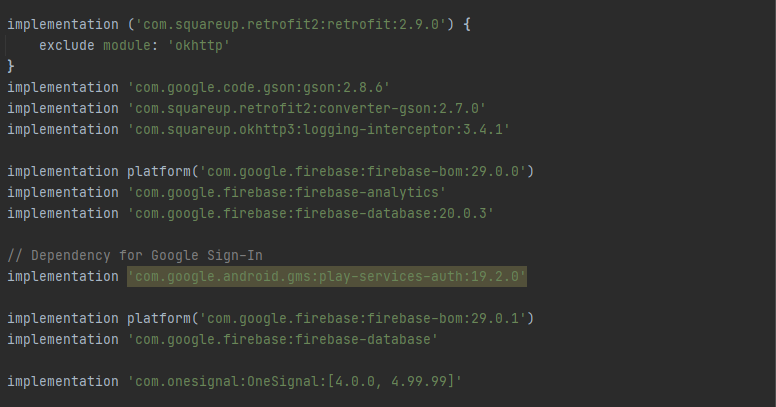 implementation ('com.squareup.retrofit2:retrofit:2.9.0') {
    exclude module: 'okhttp'
}
implementation 'com.google.code.gson:gson:2.8.6'
implementation 'com.squareup.retrofit2:converter-gson:2.7.0'
implementation 'com.squareup.okhttp3:logging-interceptor:3.4.1'
implementation platform('com.google.firebase:firebase-bom:29.0.0')
implementation 'com.google.firebase:firebase-analytics'
implementation 'com.google.firebase:firebase-database:20.0.3'
// Dependency for Google Sign-In
implementation 'com.google.android.gms:play-services-auth:19.2.0'
implementation platform('com.google.firebase:firebase-bom:29.0.1')
implementation 'com.google.firebase:firebase-database'
implementation 'com.onesignal:OneSignal:[4.0.0, 4.99.99]'